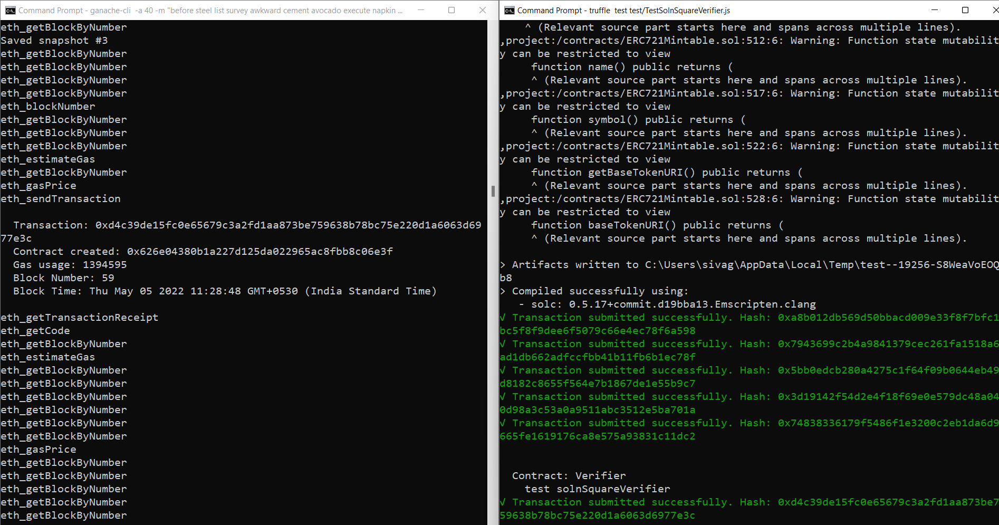 Command Prompt - ganache-cli  -a 40 -m "before steel list survey awkward cement avocado execute napkin ...
eth_getBlockByNumber
Saved snapshot #3
eth_getBlockByNumber
eth_getBlockByNumber
eth_getBlockByNumber
eth_getBlockByNumber
eth_blockNumber
eth_getBlockByNumber
eth_getBlockByNumber
eth_getBlockByNumber
eth_estimateGas
eth_getBlockByNumber
eth_gasPrice
eth_sendTransaction
Transaction: 0xd4c39de15fc0e65679c3a2fd1aa873be759638b78bc75e220d1a6063d69
77e3c
Contract created: 0x626e04380b1a227d125da022965ac8fbb8c06e3f
Gas usage: 1394595
Block Number: 59
Block Time: Thu May 05 2022 11:28:48 GMT+0530 (India Standard Time)
eth_getTransactionReceipt
eth_getCode
eth_getBlockByNumber
eth_estimateGas
eth_getBlockByNumber
eth_getBlockByNumber
eth_getBlockByNumber
eth_getBlockByNumber
eth_getBlockByNumber
eth_getBlockByNumber
eth_gasPrice
eth_getBlockByNumber
eth_getBlockByNumber
eth_getBlockByNumber
eth_getBlockByNumber
eth_getBlockByNumber
Command Prompt - truffle  test test/TestSolnSquareVerifier.js
^ (Relevant source part starts here and spans across multiple lines).
,project:/contracts/ERC721Mintable.sol:512:6: Warning: Function state mutabilit
y can be restricted to view
function name() public returns (
^ (Relevant source part starts here and spans across multiple lines).
,project:/contracts/ERC721Mintable.sol:517:6: Warning: Function state mutabilit
y can be restricted to view
function symbol() public returns (
^ (Relevant source part starts here and spans across multiple lines).
,project:/contracts/ERC721Mintable.sol:522:6: Warning: Function state mutabilit
y can be restricted to view
function getBaseTokenURI() public returns (
^ (Relevant source part starts here and spans across multiple lines).
,project:/contracts/ERC721Mintable.sol:528:6: Warning: Function state mutabilit
y can be restricted to view
function baseTokenURI() public returns (
^ (Relevant source part starts here and spans across multiple lines).
> Artifacts written to C:\Users\sivag\AppData\Local\Temp\test--19256-S8WeaVoEOQ
b8
> Compiled successfully using:
- solc: 0.5.17+commit.d19bba13.Emscripten.clang
√ Transaction submitted successfully. Hash: 0xa8b012db569d50bbacd009e33f8f7bfc1
bc5f8f9dee6f5079c66e4ec78f6a598
√ Transaction submitted successfully. Hash: 0x7943699c2b4a9841379cec261fa1518a6
ad1db662adfccfbb41b11fb6b1ec78f
√ Transaction submitted successfully. Hash: 0x5bb0edcb280a4275c1f64f09b0644eb49
d8182c8655f564e7b1867de1e55b9c7
√ Transaction submitted successfully. Hash: 0x3d19142f54d2e4f18f69e0e579dc48a04
0d98a3c53a0a9511abc3512e5ba701a
√ Transaction submitted successfully. Hash: 0x74838336179f5486f1e3200c2eb1da6d9
665fe1619176ca8e575a93831c11dc2
Contract: Verifier
test solnSquareVerifier
√ Transaction submitted successfully. Hash: 0xd4c39de15fc0e65679c3a2fd1aa873be7
59638b78bc75e220d1a6063d6977e3c